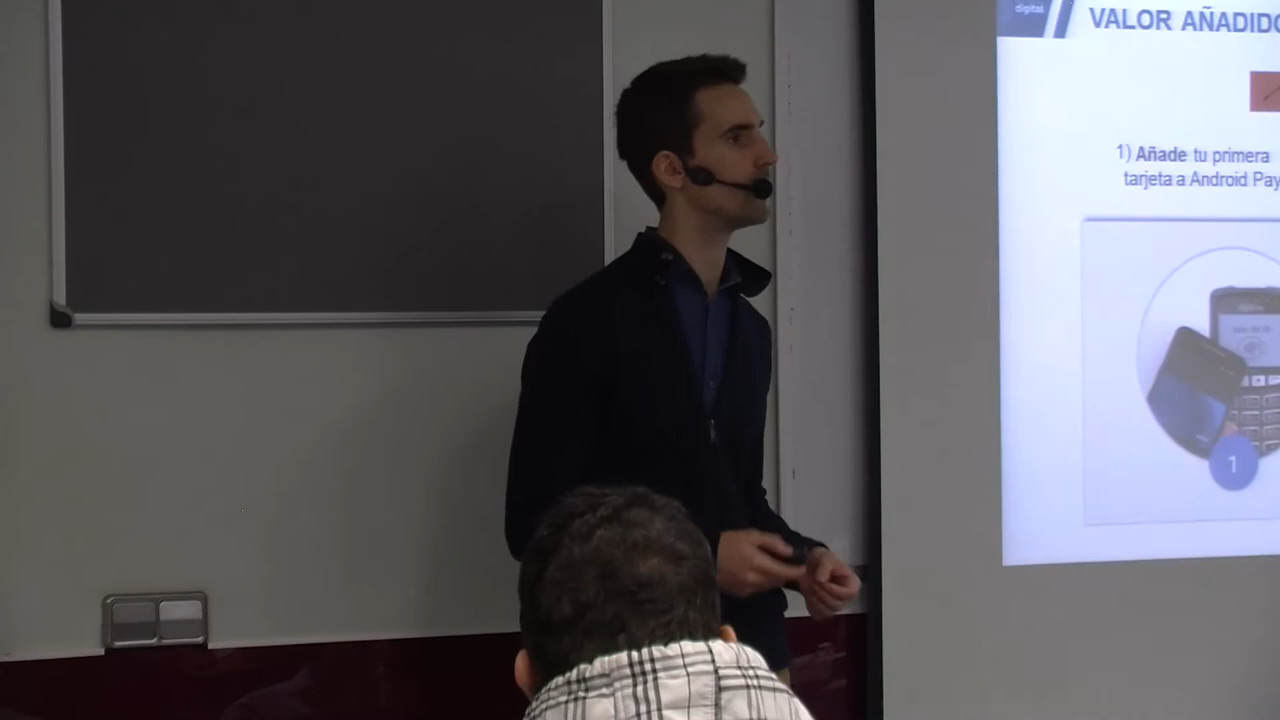 digital
VALOR AÑADIDO
1) Añade tu primera
tarjeta a Android Pay
1